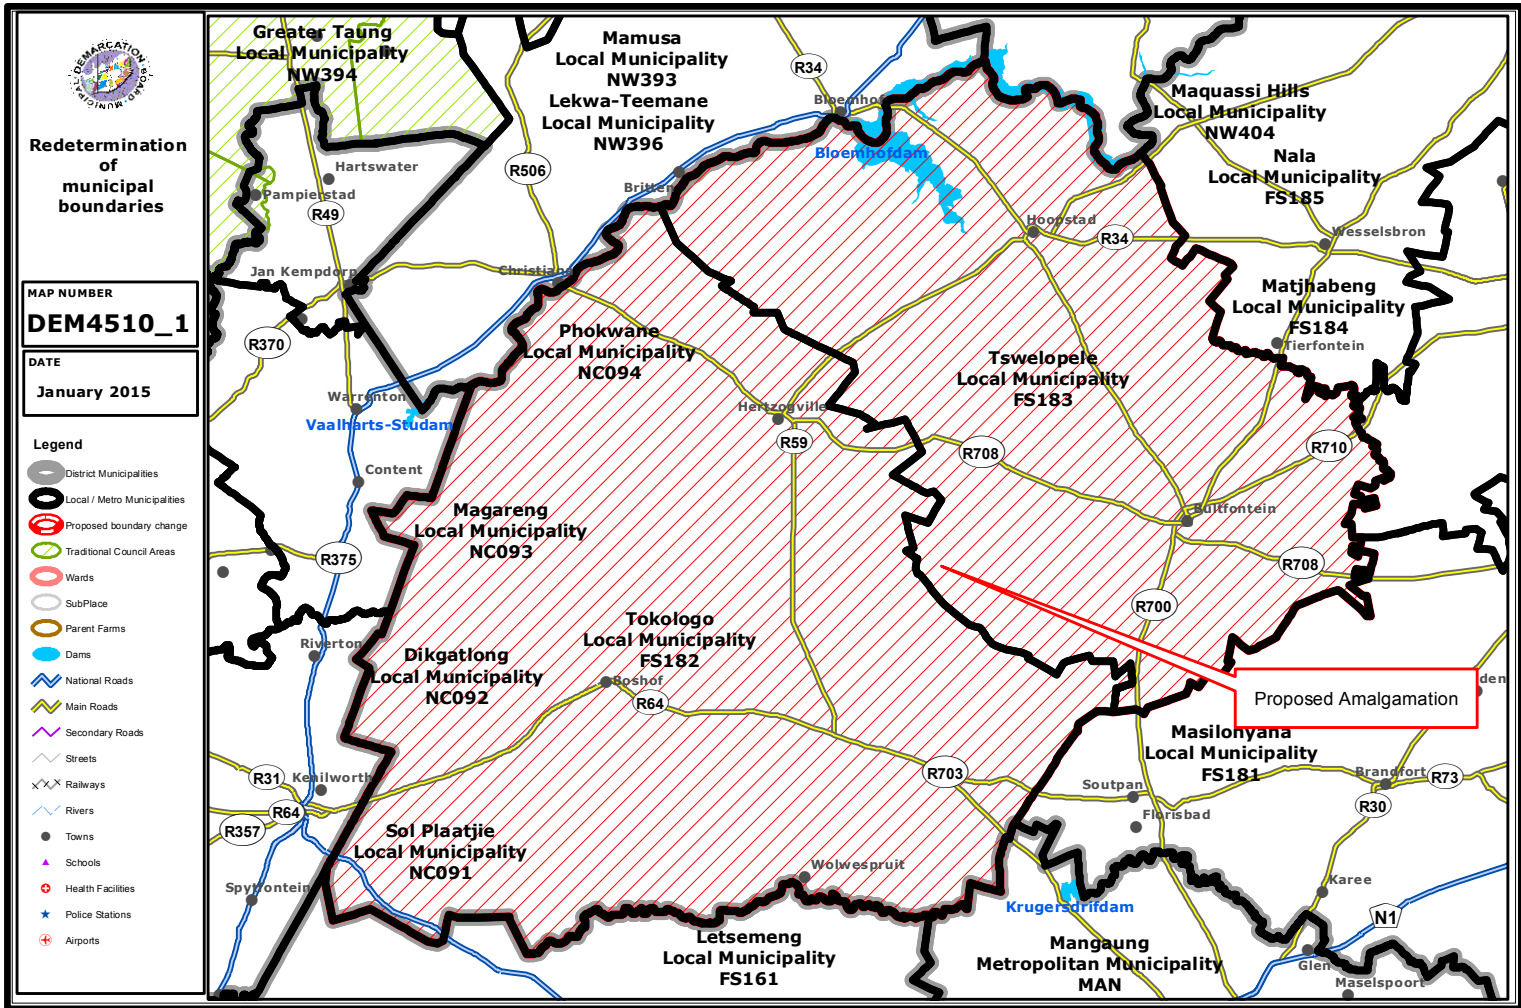 MUNICIPAL DEMARCATION BOARD
Redetermination
of
municipal
boundaries
MAP NUMBER
DEM4510_1
DATE
January 2015
Legend
District Municipalities
Local / Metro Municipalities
Proposed boundary change
Traditional Council Areas
Wards
SubPlace
Parent Farms
Dams
National Roads
Main Roads
Secondary Roads
Streets
Railways
Rivers
Towns
Schools
Health Facilities
Police Stations
Airports
Greater Taung
Local Municipality
NW394
Mamusa
Local Municipality
NW393
Lekwa-Teemane
Local Municipality
NW396
R34
Bloemhof
Bloemhofdam
Maquassi Hills
Local Municipality
NW404
Nala
Local Municipality
FS185
Hartswater
Pampierstad
R49
R506
Britten
Hoopstad
R34
Wesselsbron
Jan Kempdorp
Christiana
Matjhabeng
Local Municipality
FS184
Tierfontein
R370
Phokwane
Local Municipality
NC094
Tswelopele
Local Municipality
FS183
Warrenton
Vaalharts-Studam
Hertzogville
R59
R708
R710
Content
Magareng
Local Municipality
NC093
Bultfontein
R375
R708
R700
Tokologo
Local Municipality
FS182
Riverton
Dikgatlong
Local Municipality
NC092
Boshof
R64
Proposed Amalgamation
den
Masilonyana
Local Municipality
FS181
R31
Kenilworth
R703
Soutpan
Brandfort
R73
R64
R357
R30
Florisbad
Sol Plaatjie
Local Municipality
NC091
Wolwespruit
Spytfontein
Karee
Krugersdrifdam
N1
Letsemeng
Local Municipality
FS161
Mangaung
Metropolitan Municipality
MAN
Glen
Maselspoort